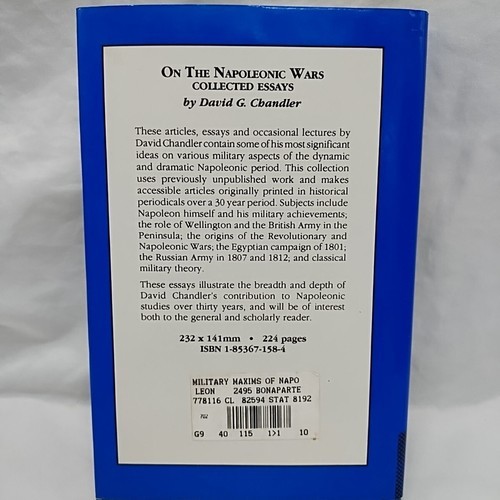 ON THE NAPOLEONIC WARS
COLLECTED ESSAYS
by David G. Chandler
These articles, essays and occasional lectures by
David Chandler contain some of his most significant
ideas on various military aspects of the dynamic
and dramatic Napoleonic period. This collection
uses previously unpublished work and makes
accessible articles originally printed in historical
periodicals over a 30 year period. Subjects include
Napoleon himself and his military achievements;
the role of Wellington and the British Army in the
Peninsula; the origins of the Revolutionary and
Napoleonic Wars; the Egyptian campaign of 1801;
the Russian Army in 1807 and 1812; and classical
military theory.
These essays illustrate the breadth and depth of
David Chandler's contribution to Napoleonic
studies over thirty years, and will be of interest
both to the general and scholarly reader.
232 x 141mm • 224 pages
ISBN 1-85367-158-4
MILITARY MAXIMS OF NAPO
LEON 2495 BONAPARTE
778116 CL 82594 STAT 8192
702
G9 40 115 1>1 10